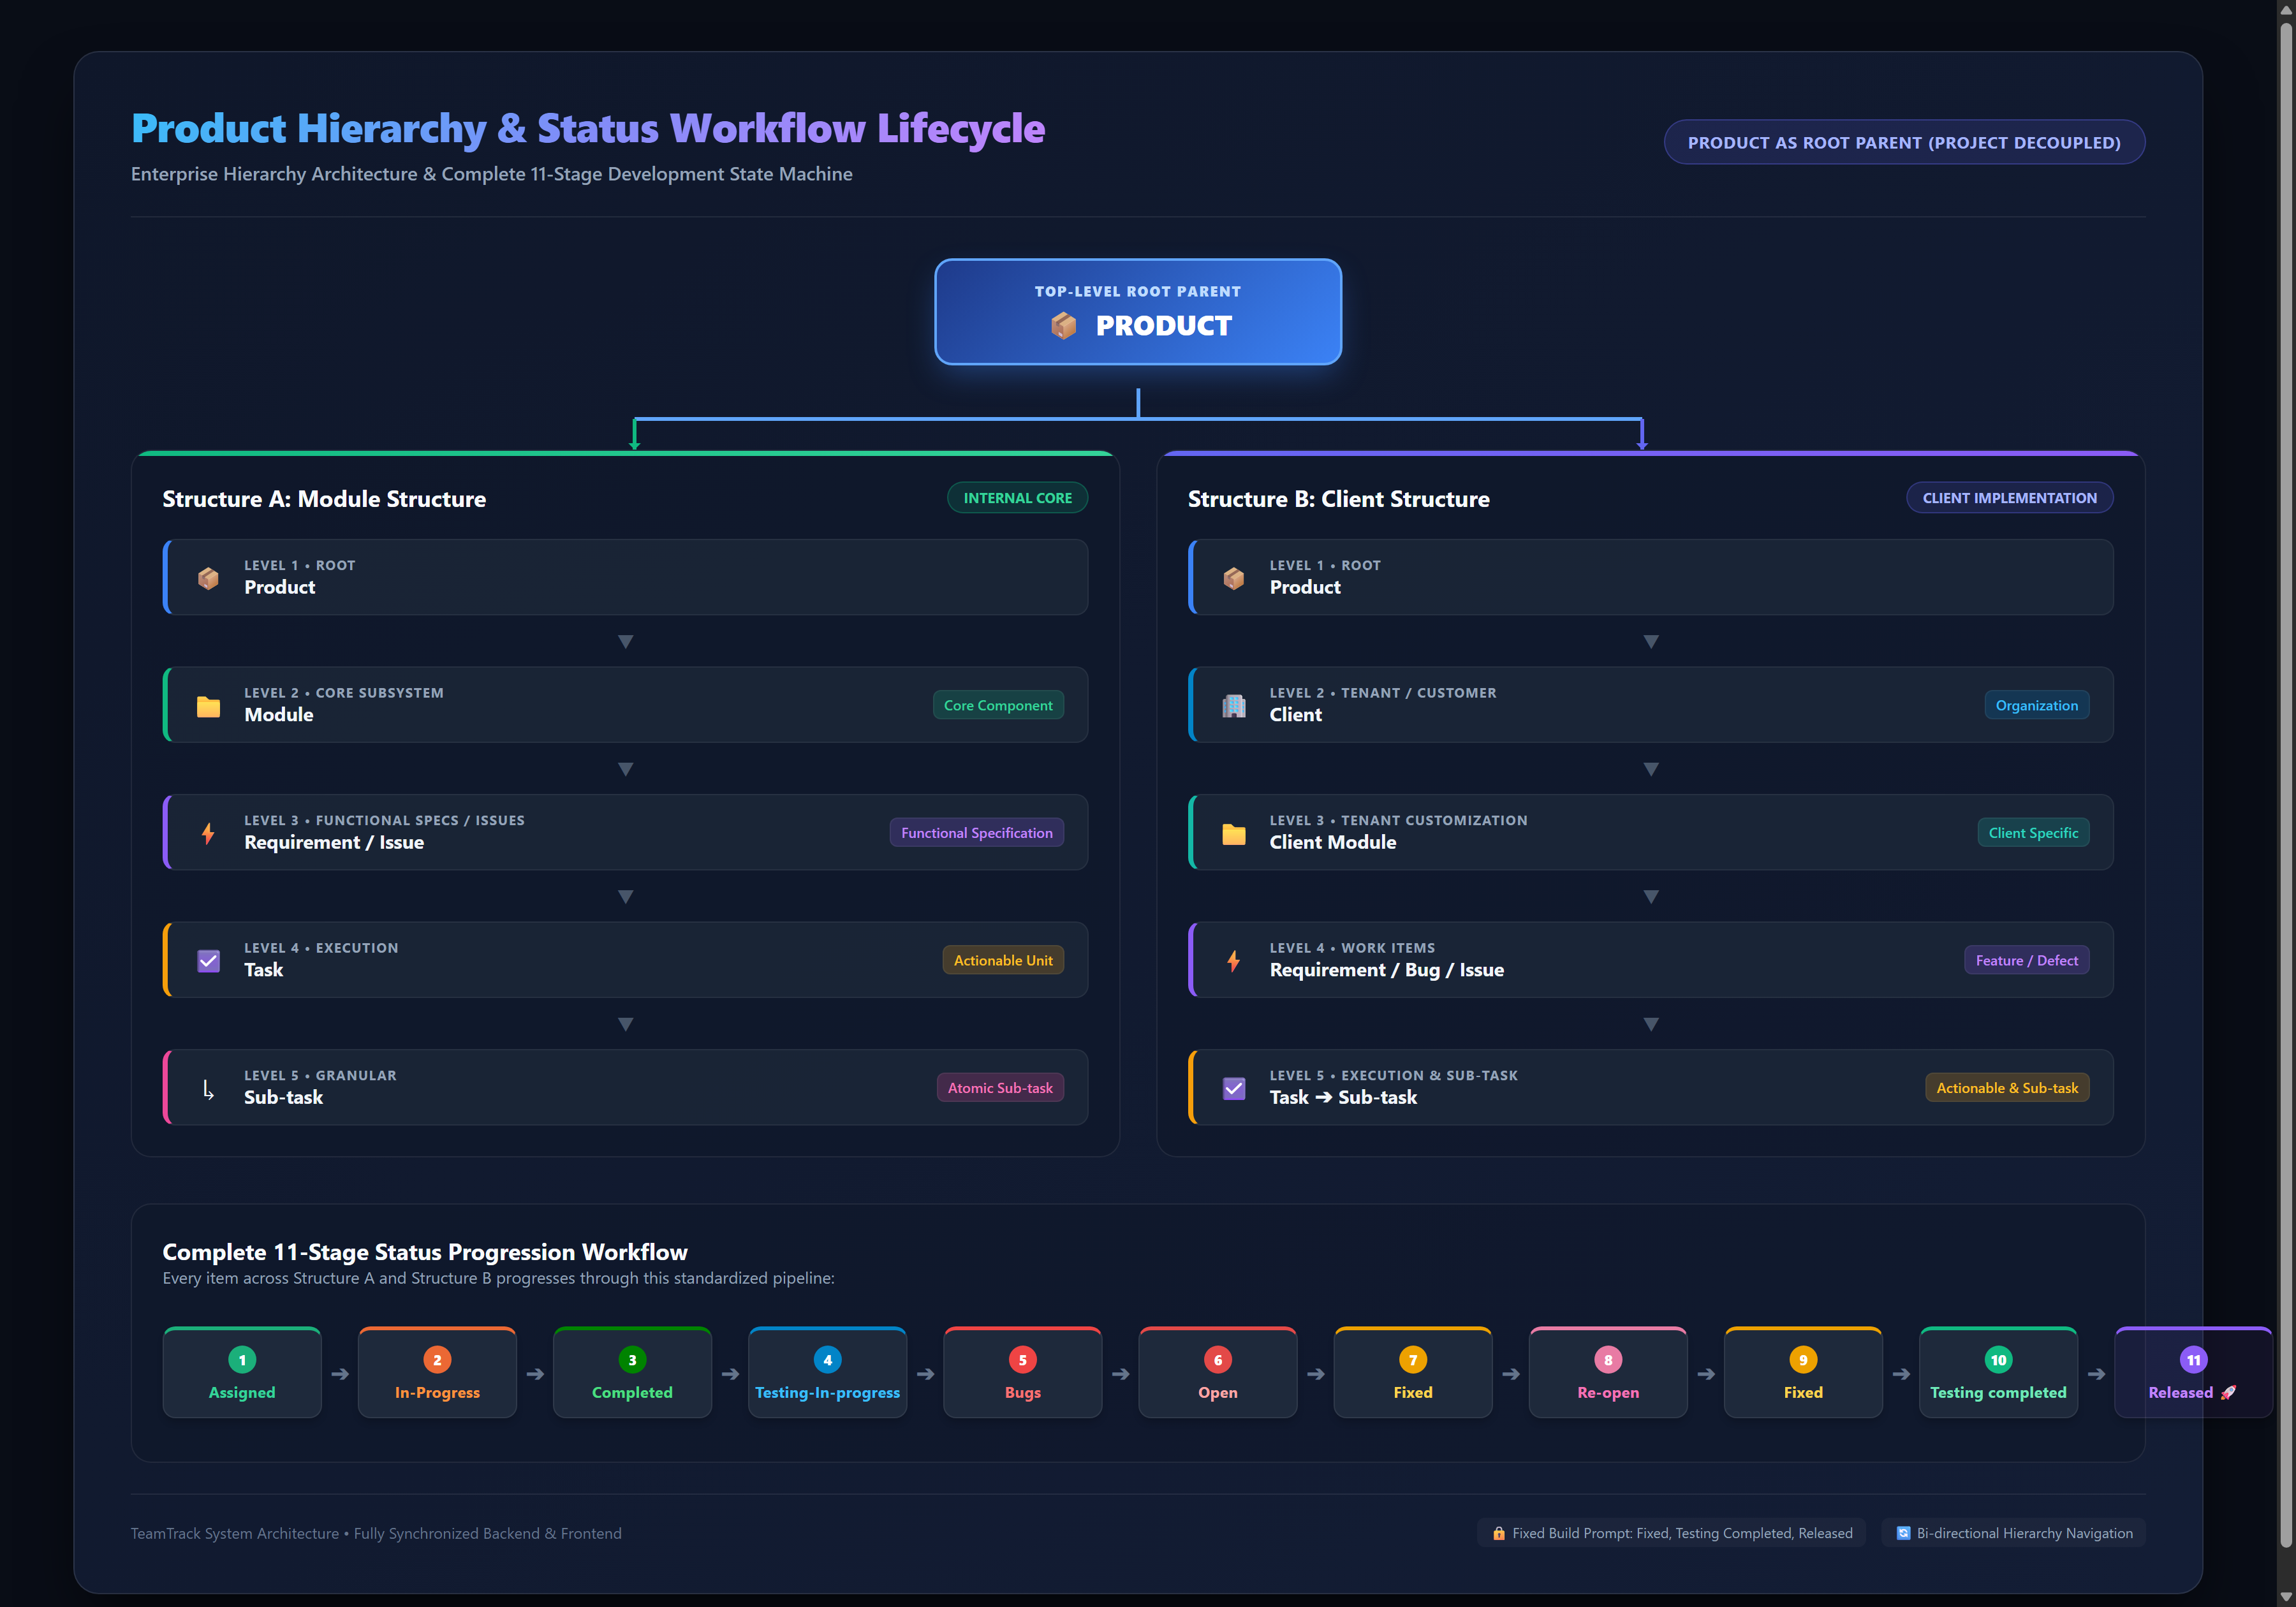 Product Hierarchy & Status Workflow Lifecycle
Enterprise Hierarchy Architecture & Complete 11-Stage Development State Machine
PRODUCT AS ROOT PARENT (PROJECT DECOUPLED)
TOP-LEVEL ROOT PARENT
📦 PRODUCT
Structure A: Module Structure
INTERNAL CORE
LEVEL 1 • ROOT
Product
LEVEL 2 • CORE SUBSYSTEM
Module
Core Component
LEVEL 3 • FUNCTIONAL SPECS / ISSUES
Requirement / Issue
Functional Specification
LEVEL 4 • EXECUTION
Task
Actionable Unit
LEVEL 5 • GRANULAR
Sub-task
Atomic Sub-task
Structure B: Client Structure
CLIENT IMPLEMENTATION
LEVEL 1 • ROOT
Product
LEVEL 2 • TENANT / CUSTOMER
Client
Organization
LEVEL 3 • TENANT CUSTOMIZATION
Client Module
Client Specific
LEVEL 4 • WORK ITEMS
Requirement / Bug / Issue
Feature / Defect
LEVEL 5 • EXECUTION & SUB-TASK
Task ➔ Sub-task
Actionable & Sub-task
Complete 11-Stage Status Progression Workflow
Every item across Structure A and Structure B progresses through this standardized pipeline:
1
Assigned
2
In-Progress
3
Completed
4
Testing-In-progress
5
Bugs
6
Open
7
Fixed
8
Re-open
9
Fixed
10
Testing completed
11
Released 🚀
TeamTrack System Architecture • Fully Synchronized Backend & Frontend
🔒 Fixed Build Prompt: Fixed, Testing Completed, Released
🔄 Bi-directional Hierarchy Navigation